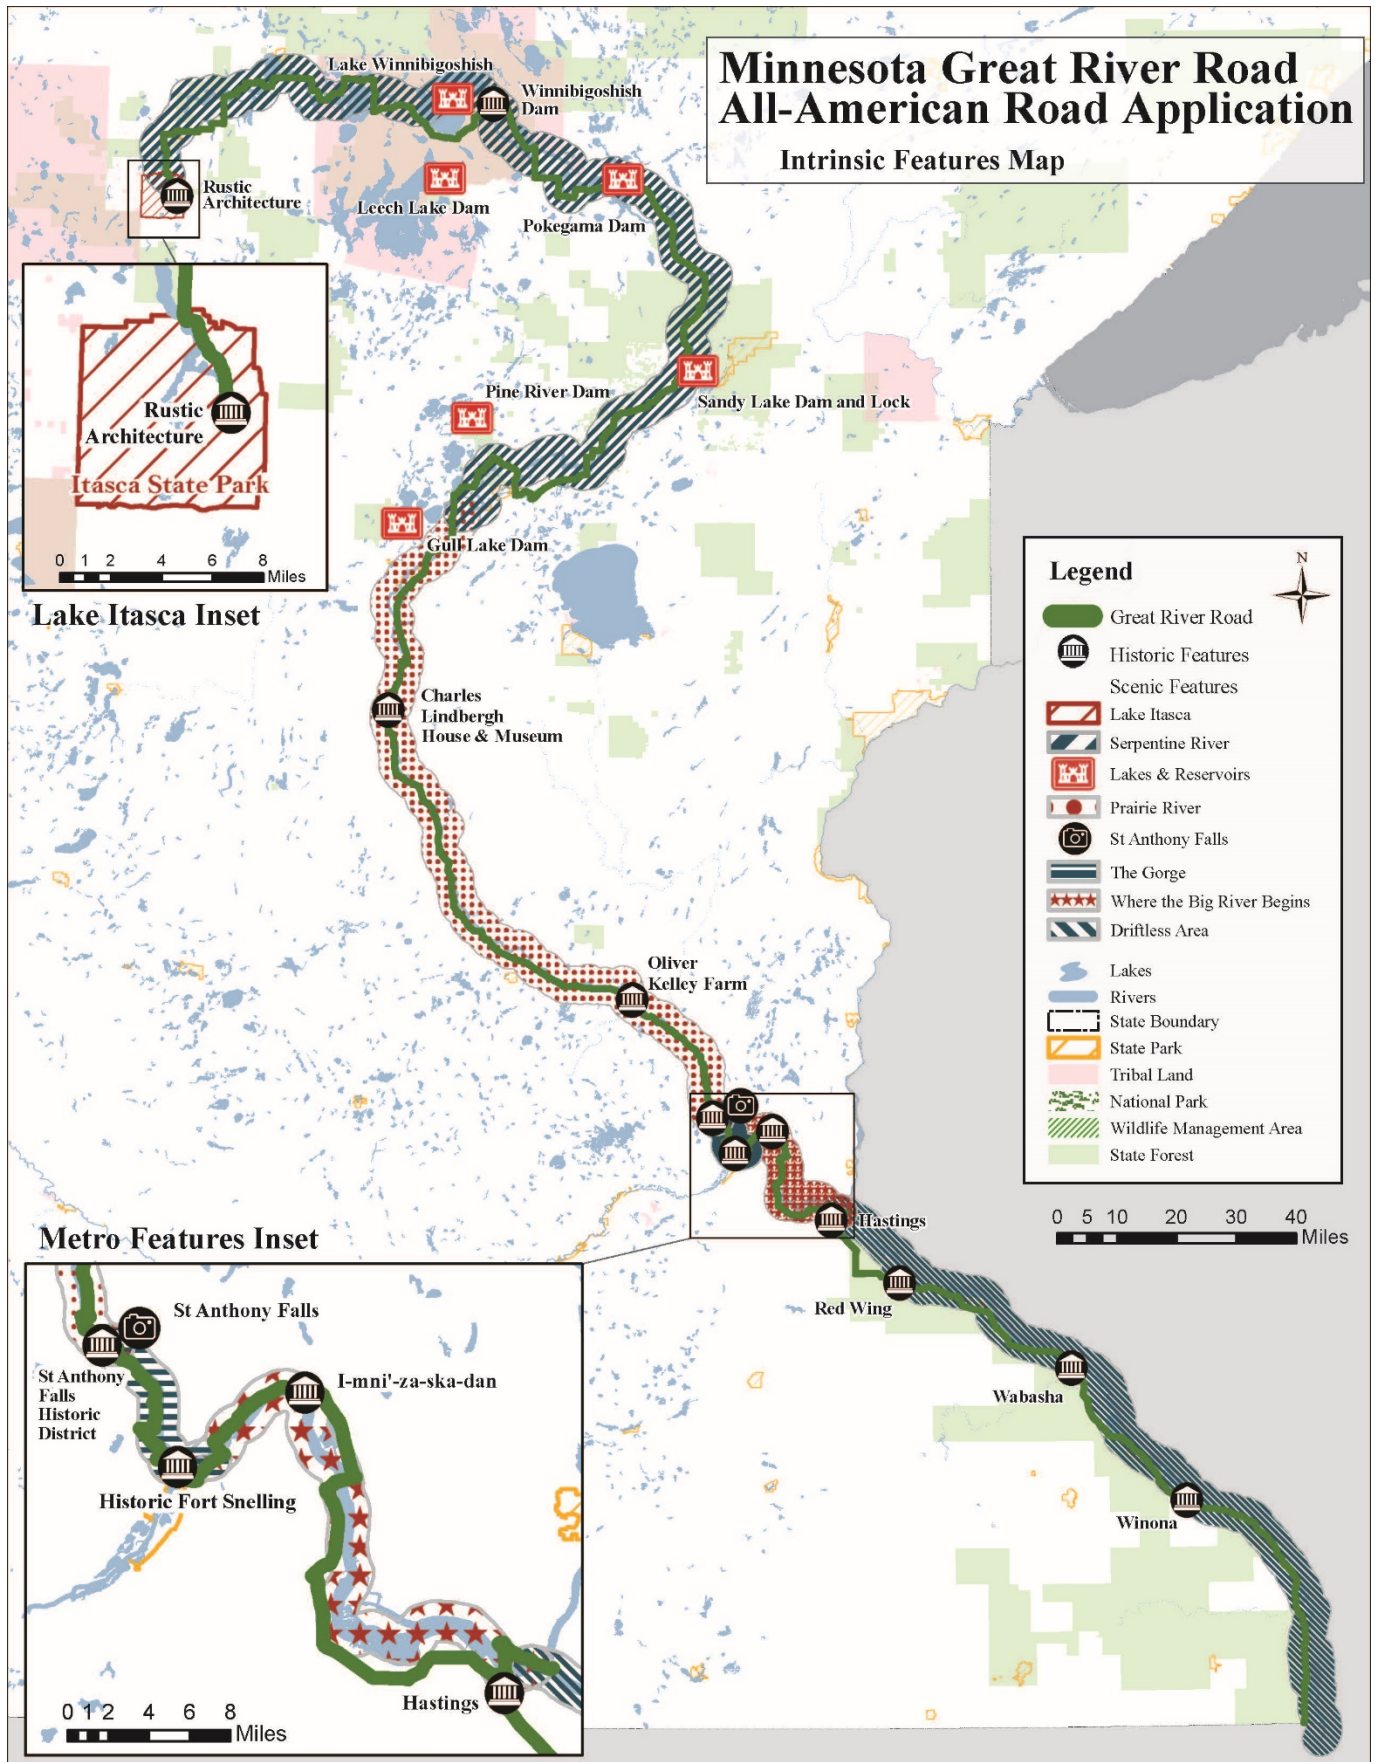 Minnesota Great River Road
All-American Road Application
Intrinsic Features Map
Lake Winnibigoshish
Winnibigoshish
Dam
Rustic
Architecture
Leech Lake Dam
Pokegama Dam
Rustic
Architecture
Itasca State Park
0 1 2 4 6 8
Miles
Lake Itasca Inset
Pine River Dam
Sandy Lake Dam and Lock
Gull Lake Dam
Charles
Lindbergh
House & Museum
Oliver
Kelley Farm
Legend
N
Great River Road
Historic Features
Scenic Features
Lake Itasca
Serpentine River
Lakes & Reservoirs
Prairie River
St Anthony Falls
The Gorge
Where the Big River Begins
Driftless Area
Lakes
Rivers
State Boundary
State Park
Tribal Land
National Park
Wildlife Management Area
State Forest
0 5 10 20 30 40
Miles
Hastings
Red Wing
Wabasha
Winona
Metro Features Inset
St Anthony Falls
St Anthony
Falls
Historic
District
I-mni'-za-ska-dan
Historic Fort Snelling
Hastings
0 1 2 4 6 8
Miles